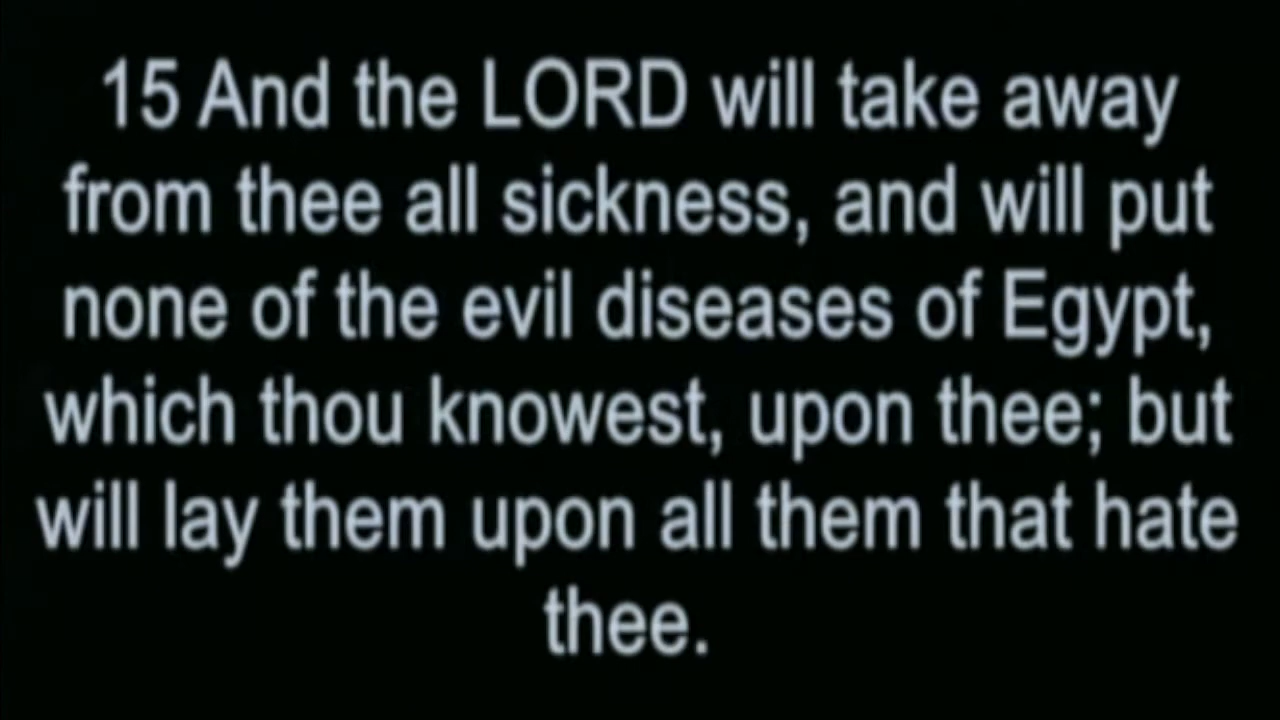 15 And the LORD will take away
from thee all sickness, and will put
none of the evil diseases of Egypt,
which thou knowest, upon thee; but
will lay them upon all them that hate
thee.